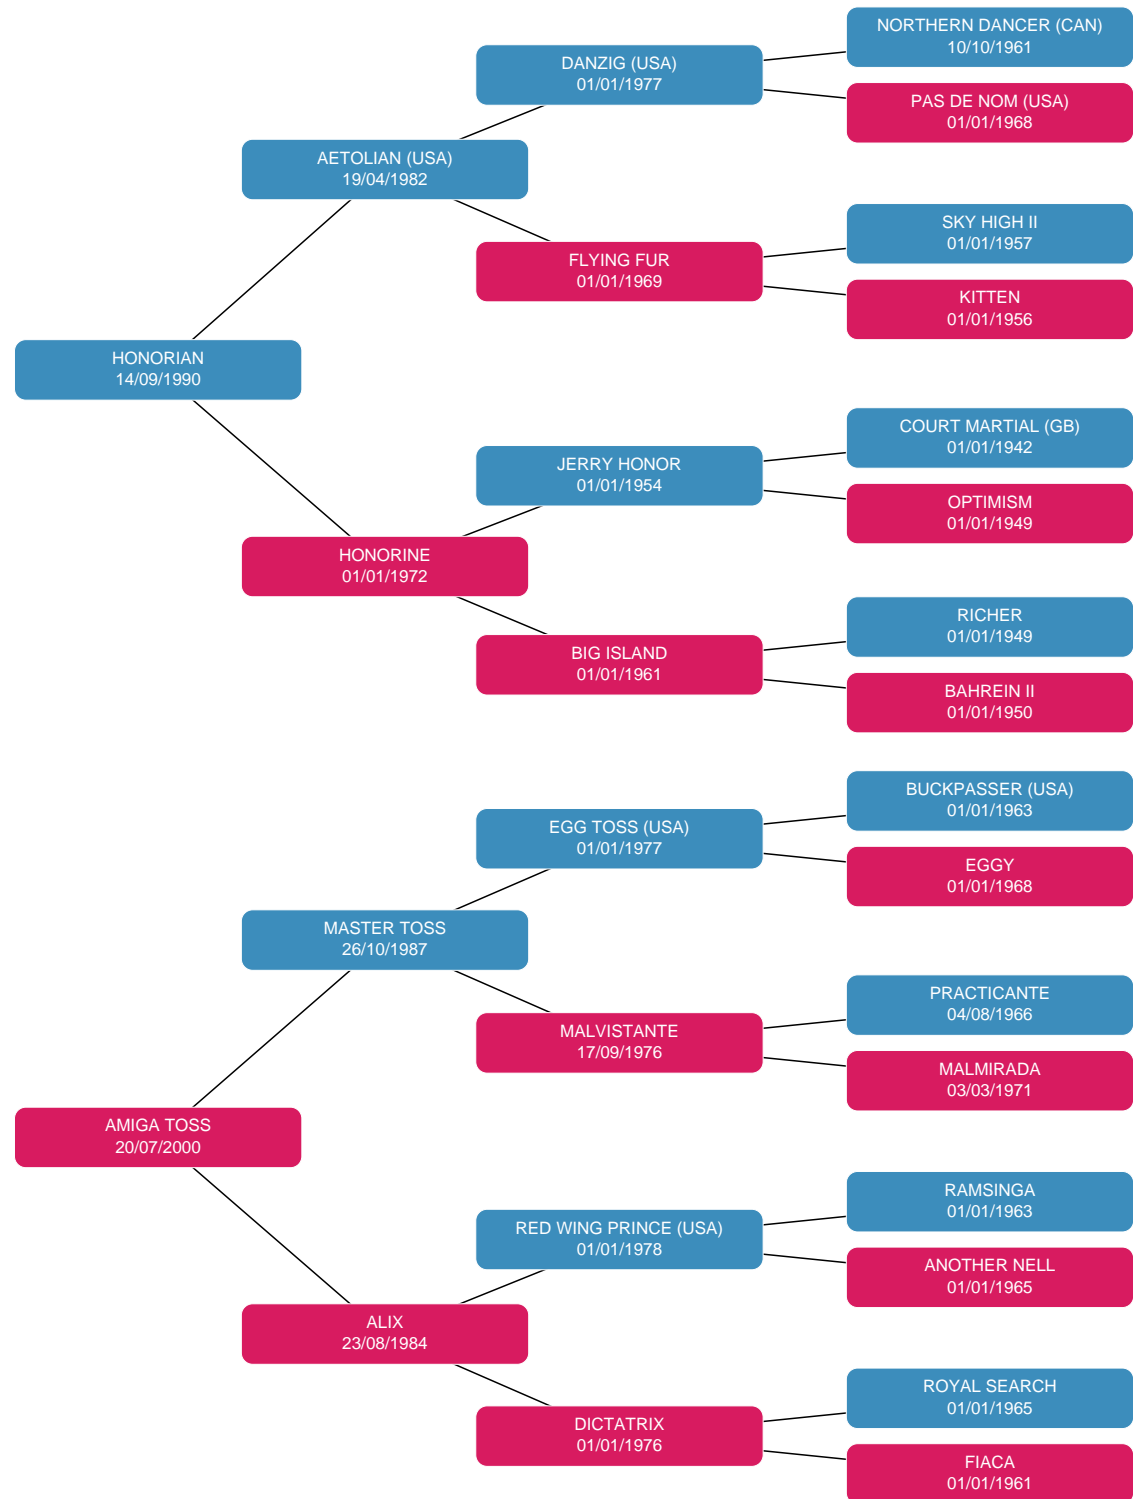 NORTHERN DANCER (CAN)
10/10/1961
DANZIG (USA)
01/01/1977
PAS DE NOM (USA)
01/01/1968
AETOLIAN (USA)
19/04/1982
SKY HIGH II
01/01/1957
FLYING FUR
01/01/1969
KITTEN
01/01/1956
HONORIAN
14/09/1990
COURT MARTIAL (GB)
01/01/1942
JERRY HONOR
01/01/1954
OPTIMISM
01/01/1949
HONORINE
01/01/1972
RICHER
01/01/1949
BIG ISLAND
01/01/1961
BAHREIN II
01/01/1950
BUCKPASSER (USA)
01/01/1963
EGG TOSS (USA)
01/01/1977
EGGY
01/01/1968
MASTER TOSS
26/10/1987
PRACTICANTE
04/08/1966
MALVISTANTE
17/09/1976
MALMIRADA
03/03/1971
AMIGA TOSS
20/07/2000
RAMSINGA
01/01/1963
RED WING PRINCE (USA)
01/01/1978
ANOTHER NELL
01/01/1965
ALIX
23/08/1984
ROYAL SEARCH
01/01/1965
DICTATRIX
01/01/1976
FIACA
01/01/1961